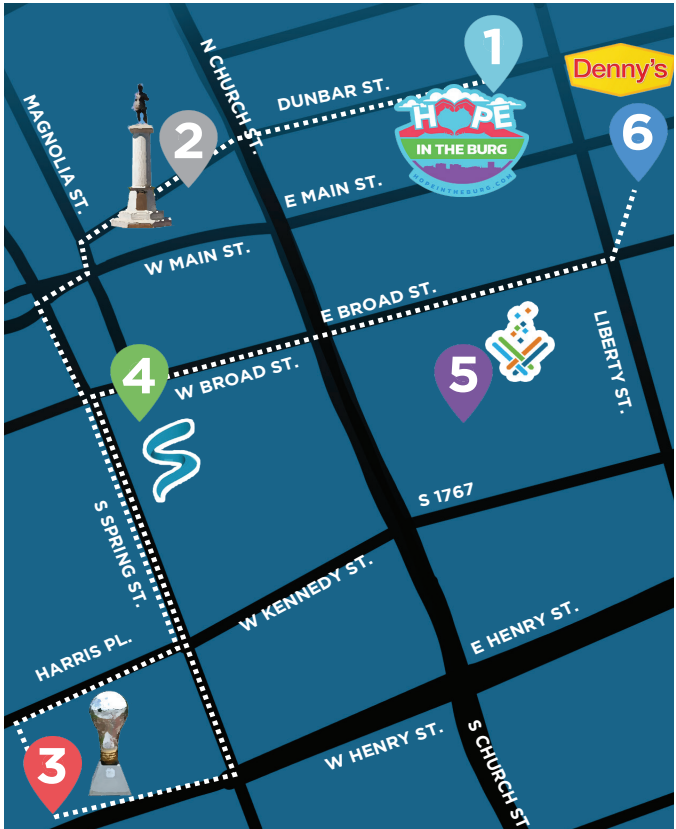 1
N CHURCH ST.
DUNBAR ST.
Denny's
HOPE
IN THE BURG
HOPEINTHEBURG.COM
6
2
MAGNOLIA ST.
E MAIN ST.
W MAIN ST.
E BROAD ST.
LIBERTY ST.
4
W BROAD ST.
5
S 1767
S SPRING ST.
W KENNEDY ST.
HARRIS PL.
E HENRY ST.
3
W HENRY ST.
S CHURCH ST